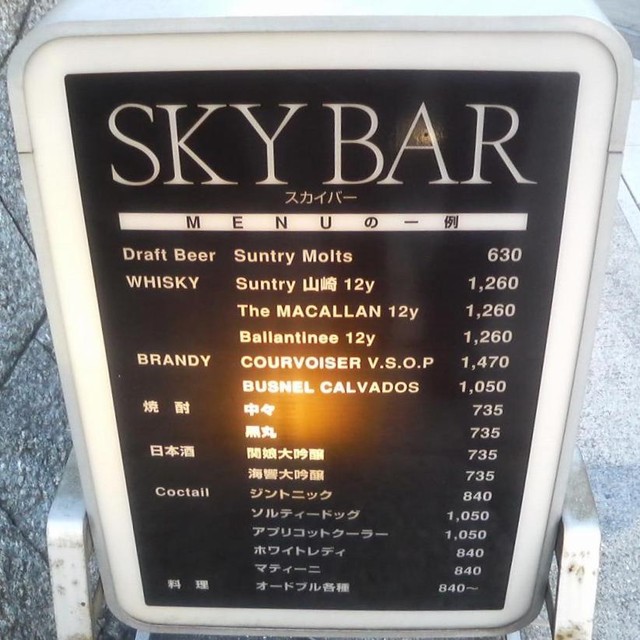 SKY BAR
スカイバー
MENUの一例
Draft Beer Suntry Molts 630
WHISKY Suntry 山崎 12y 1,260
The MACALLAN 12y 1,260
Ballantinee 12y 1,260
BRANDY COURVOISER V.S.O.P 1,470
BUSNEL CALVADOS 1,050
焼酎 中々 735
黒丸 735
日本酒 関娘大吟醸 735
海響大吟醸 735
Coctail ジントニック 840
ソルティードッグ 1,050
アプリコットクーラー 1,050
ホワイトレディ 840
マティーニ 840
料理 オードブル各種 840〜